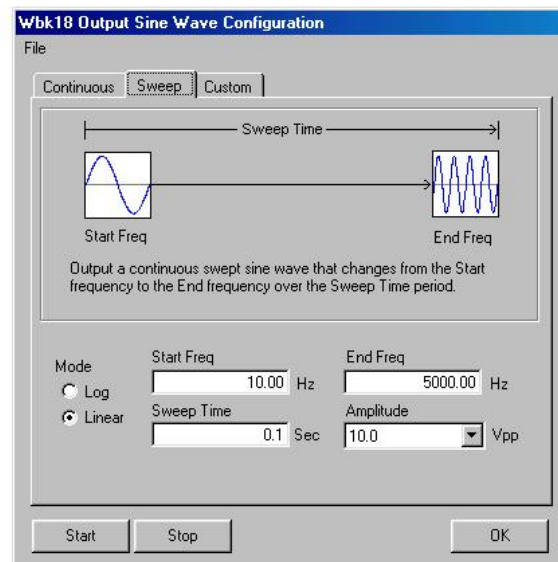 Wbk18 Output Sine Wave Configuration
File
Continuous Sweep Custom
Sweep Time
Start Freq End Freq
Output a continuous swept sine wave that changes from the Start
frequency to the End frequency over the Sweep Time period.
Mode
Log
Linear
Start Freq
10.00 Hz
End Freq
5000.00 Hz
Sweep Time
0.1 Sec
Amplitude
10.0 Vpp
Start Stop OK